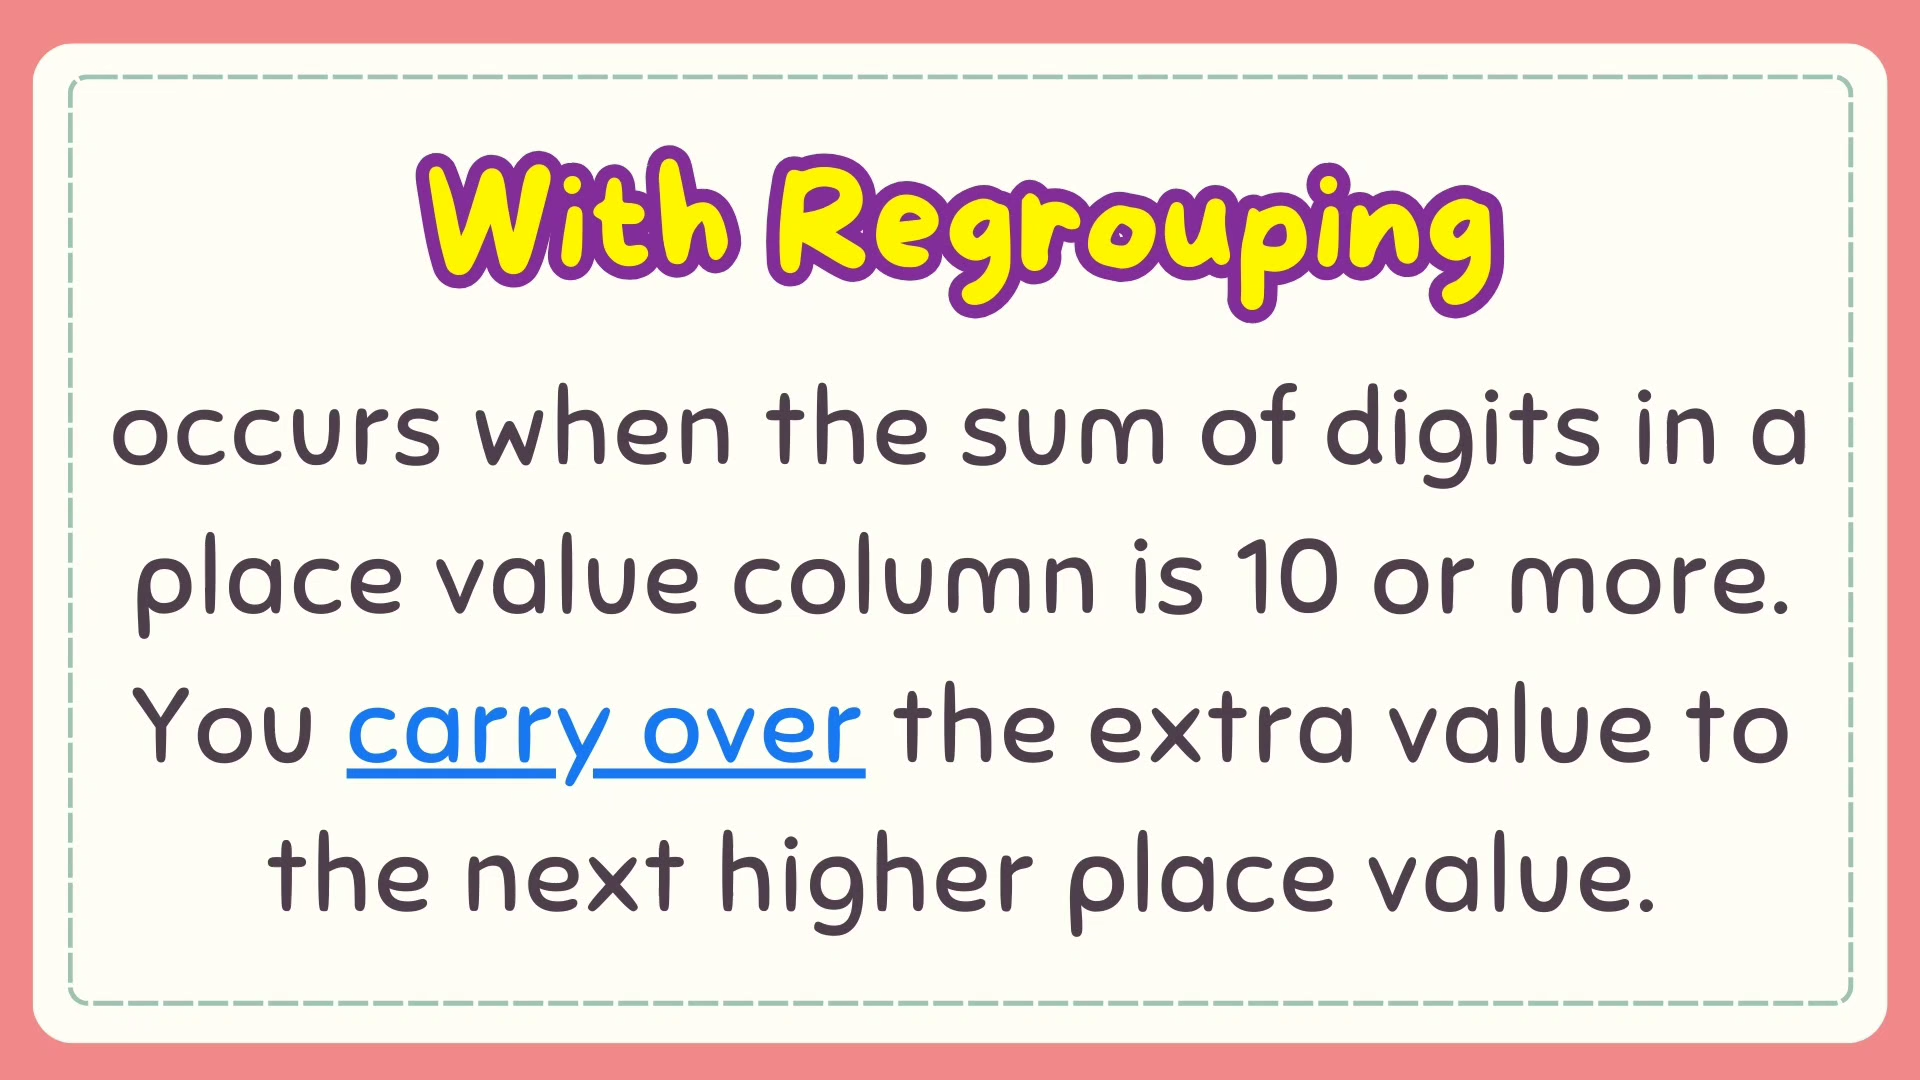 With Regrouping
occurs when the sum of digits in a
place value column is 10 or more.
You carry over the extra value to
the next higher place value.